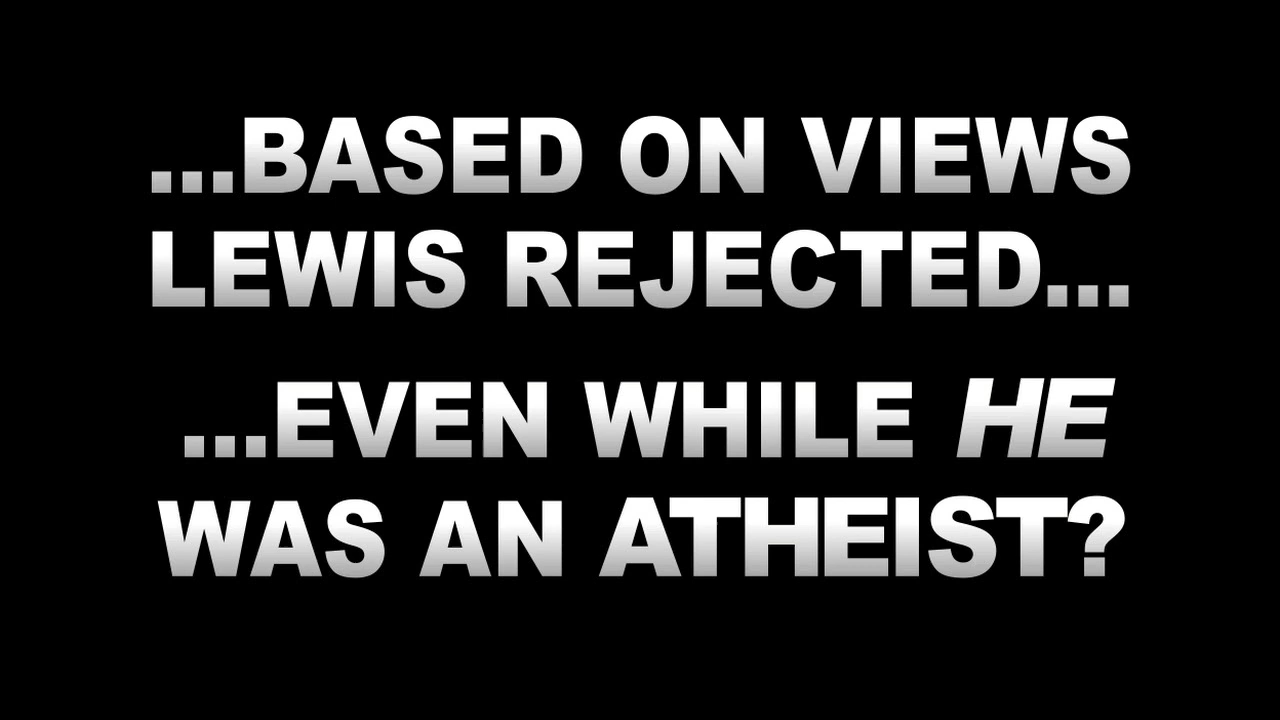 ...BASED ON VIEWS
LEWIS REJECTED...
...EVEN WHILE HE
WAS AN ATHEIST?